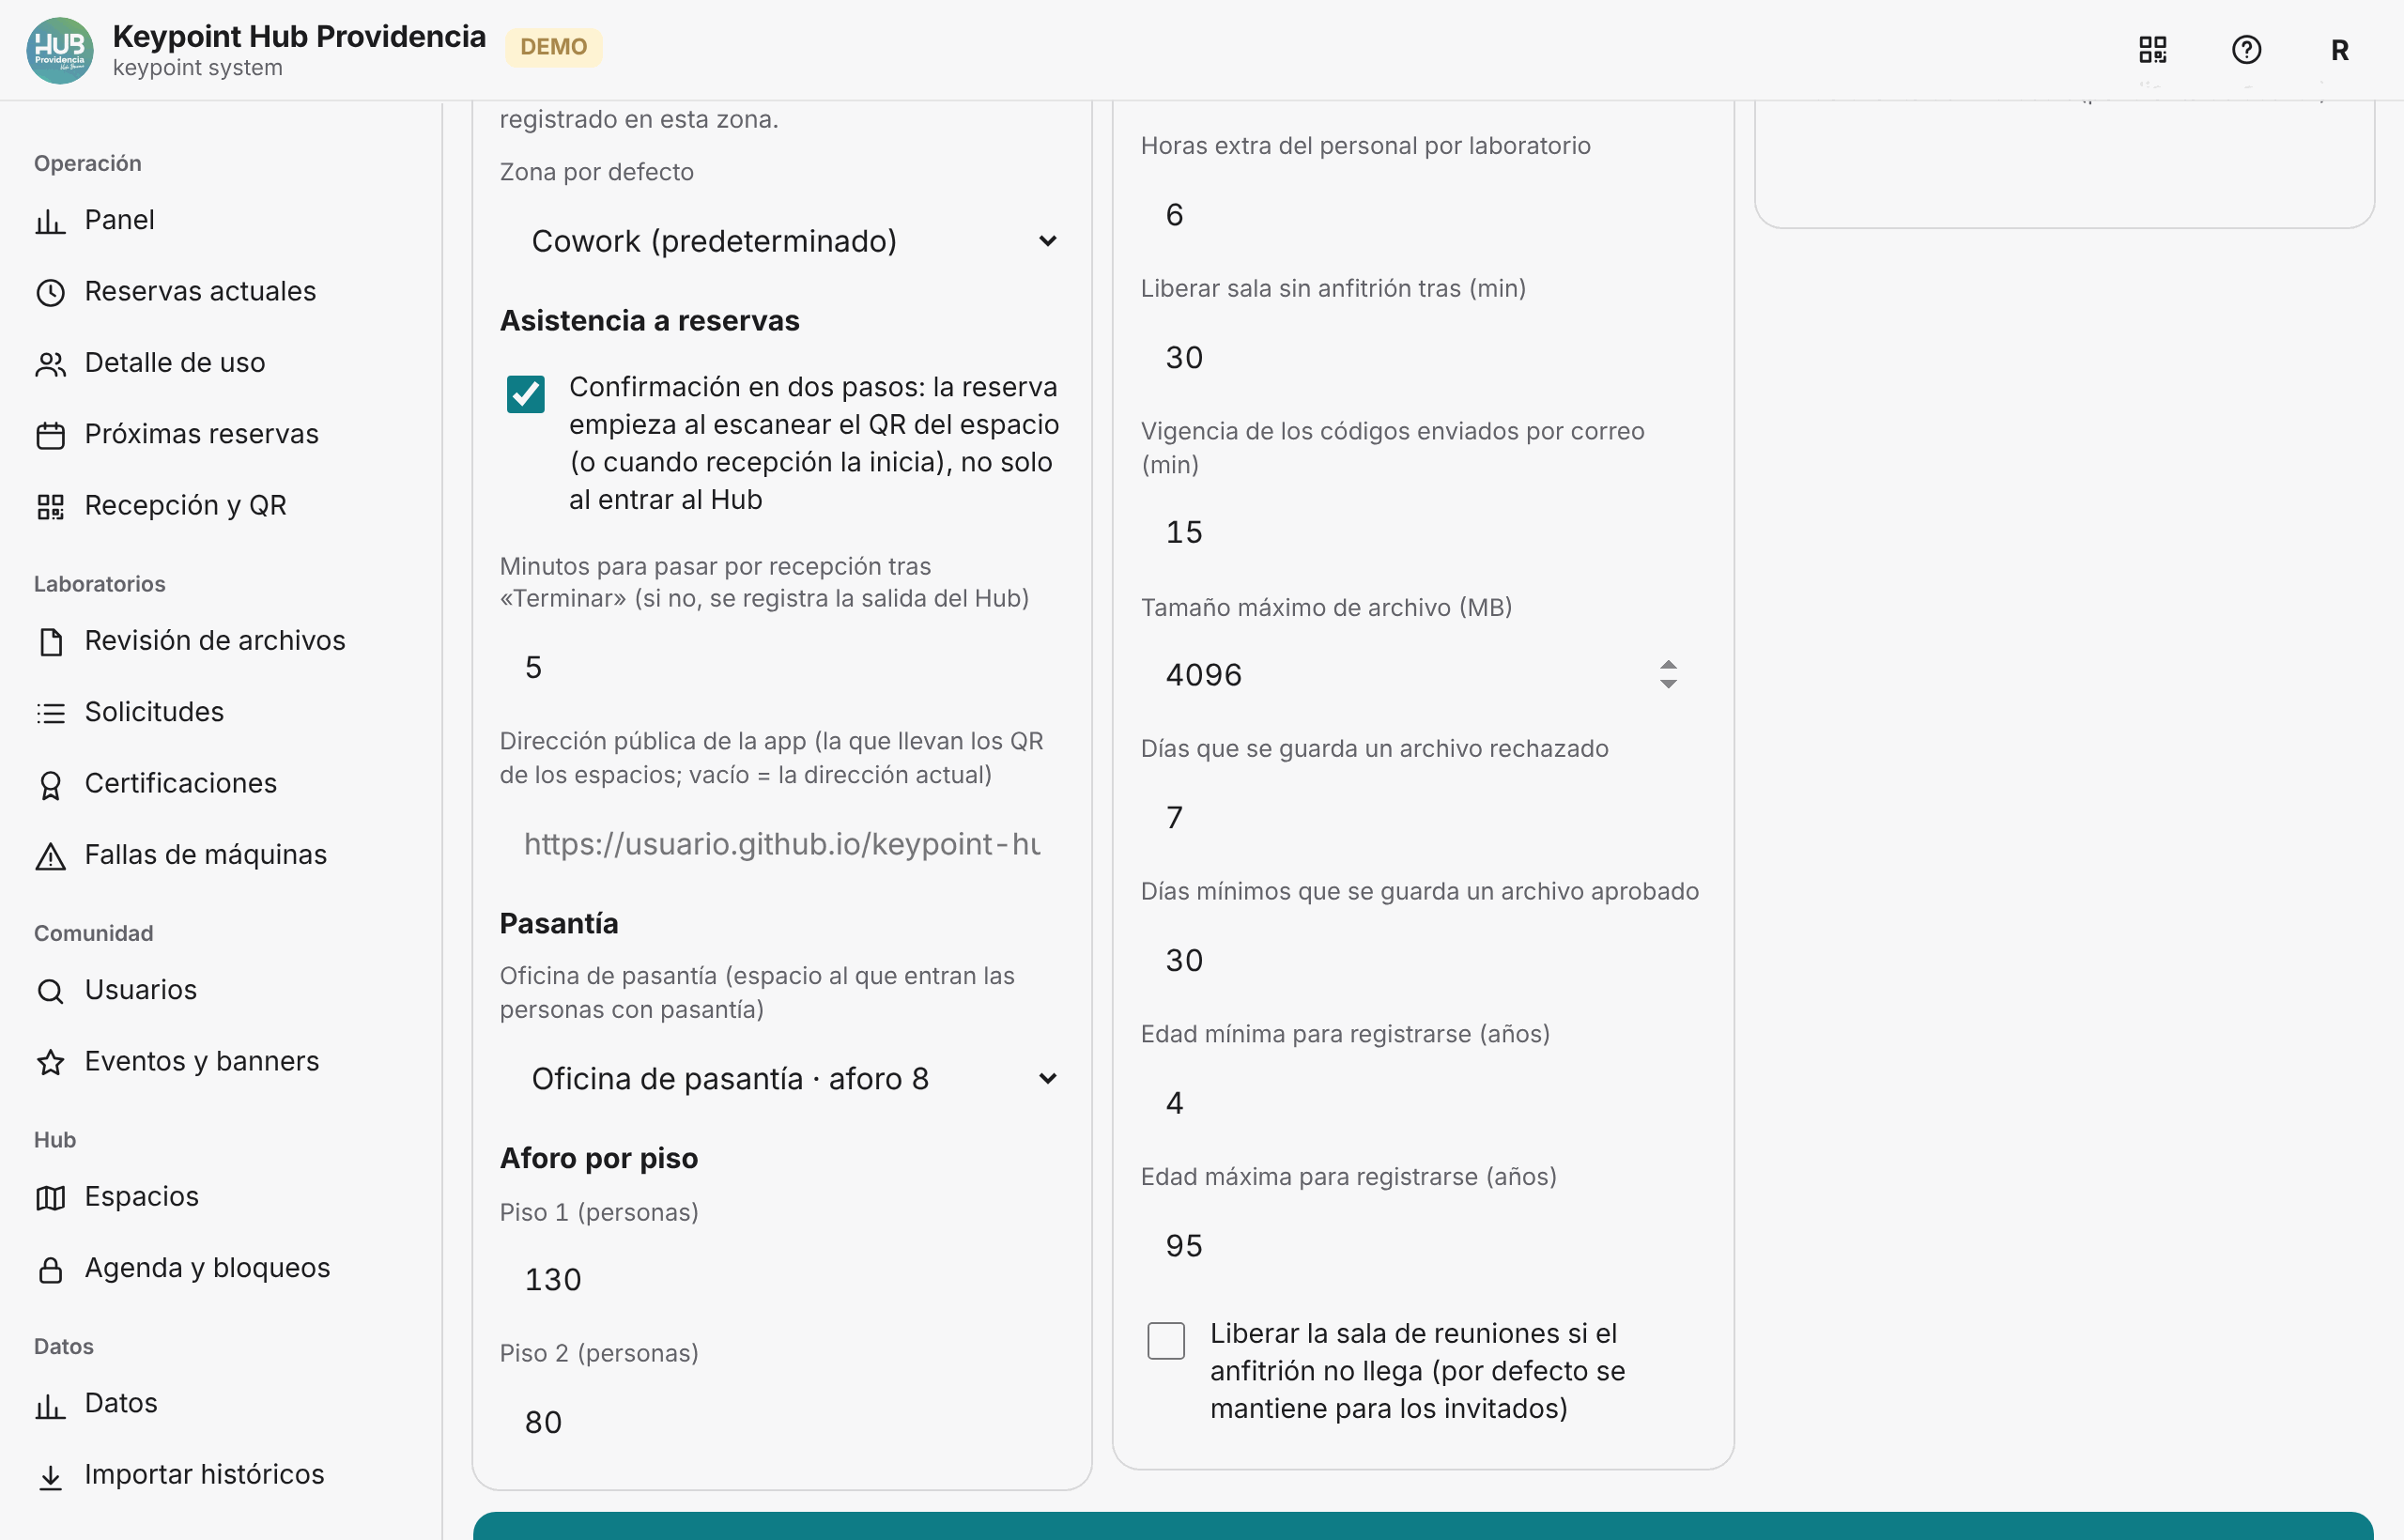 HUB
Providencia
Keypoint Hub Providencia
keypoint system
DEMO
R
Operación
Panel
Reservas actuales
Detalle de uso
Próximas reservas
Recepción y QR
Laboratorios
Revisión de archivos
Solicitudes
Certificaciones
Fallas de máquinas
Comunidad
Usuarios
Eventos y banners
Hub
Espacios
Agenda y bloqueos
Datos
Datos
Importar históricos
registrado en esta zona.
Zona por defecto
Cowork (predeterminado)
Asistencia a reservas
Confirmación en dos pasos: la reserva
empieza al escanear el QR del espacio
(o cuando recepción la inicia), no solo
al entrar al Hub
Minutos para pasar por recepción tras
«Terminar» (si no, se registra la salida del Hub)
5
Dirección pública de la app (la que llevan los QR
de los espacios; vacío = la dirección actual)
https://usuario.github.io/keypoint-hu
Pasantía
Oficina de pasantía (espacio al que entran las
personas con pasantía)
Oficina de pasantía · aforo 8
Aforo por piso
Piso 1 (personas)
130
Piso 2 (personas)
80
Horas extra del personal por laboratorio
6
Liberar sala sin anfitrión tras (min)
30
Vigencia de los códigos enviados por correo
(min)
15
Tamaño máximo de archivo (MB)
4096
Días que se guarda un archivo rechazado
7
Días mínimos que se guarda un archivo aprobado
30
Edad mínima para registrarse (años)
4
Edad máxima para registrarse (años)
95
Liberar la sala de reuniones si el
anfitrión no llega (por defecto se
mantiene para los invitados)